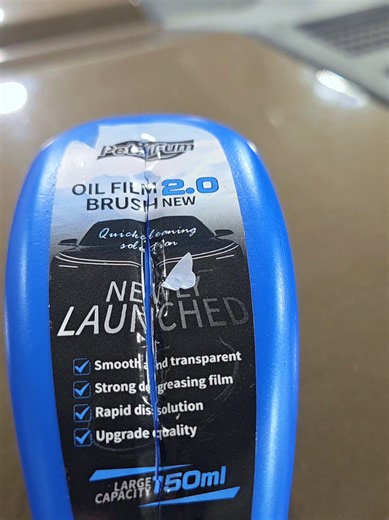 OIL FILM 2.0
BRUSH NEW
Quick cleaning
solution
NEWLY
LAUNCHED
Smooth and transparent
Strong degreasing film
Rapid dissolution
Upgrade quality
LARGE
CAPACITY 150ml